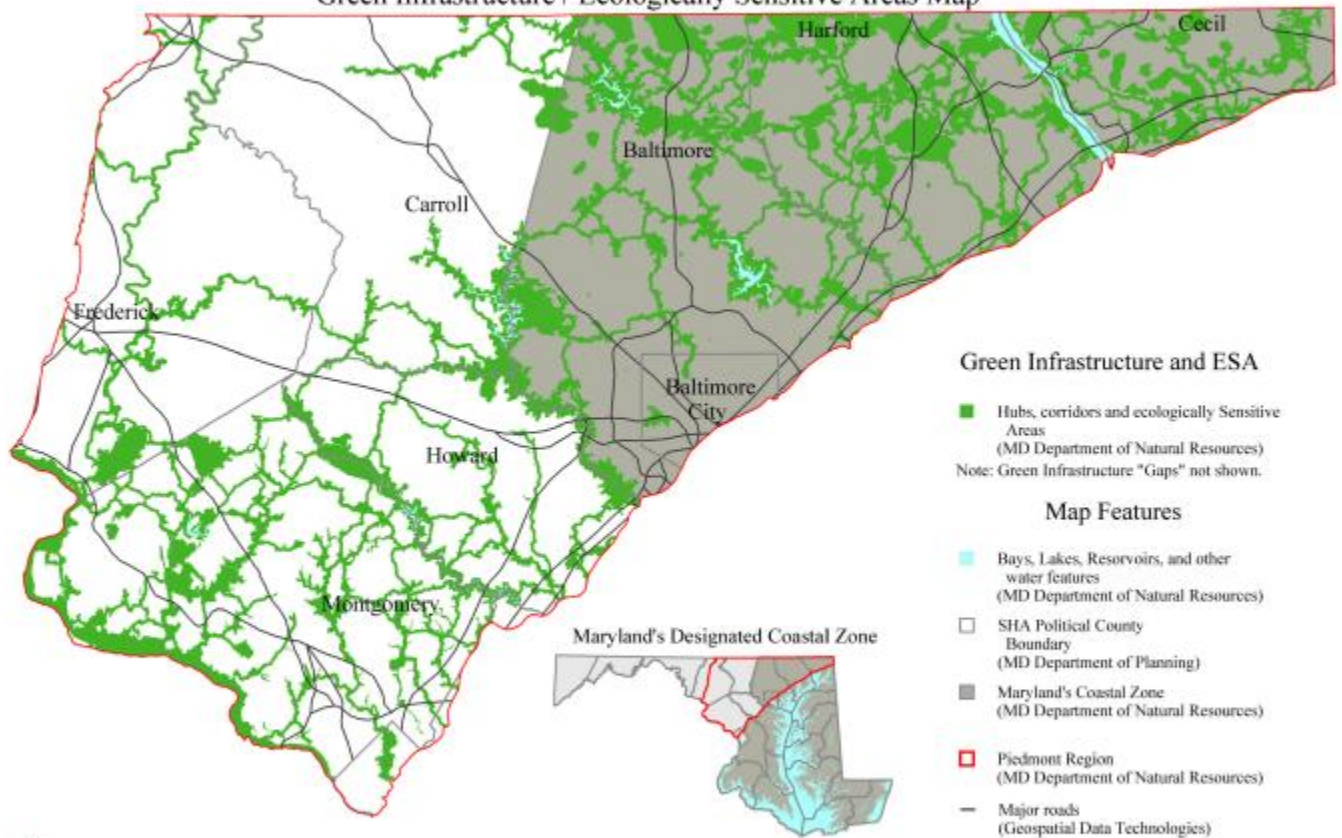 Green Infrastructure / Ecologically Sensitive Areas Map
Harford
Cecil
Baltimore
Carroll
Frederick
Baltimore
City
Howard
Montgomery
Green Infrastructure and ESA
Hubs, corridors and ecologically Sensitive
Areas
(MD Department of Natural Resources)
Note: Green Infrastructure "Gaps" not shown.
Map Features
Bays, Lakes, Reservoirs, and other
water features
(MD Department of Natural Resources)
SHA Political County
Boundary
(MD Department of Planning)
Maryland's Coastal Zone
(MD Department of Natural Resources)
Piedmont Region
(MD Department of Natural Resources)
Major roads
(Geospatial Data Technologies)
Maryland's Designated Coastal Zone